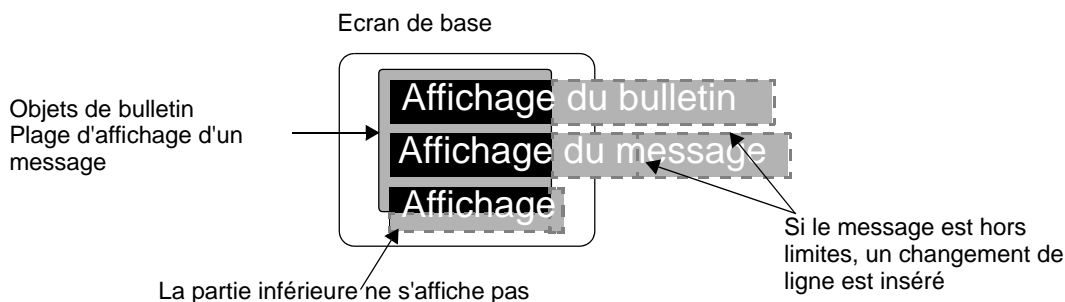 Ecran de base
Objets de bulletin
Plage d'affichage d'un
message
Affichage du bulletin
Affichage du message
Affichage
Si le message est hors
limites, un changement de
ligne est inséré
La partie inférieure ne s'affiche pas